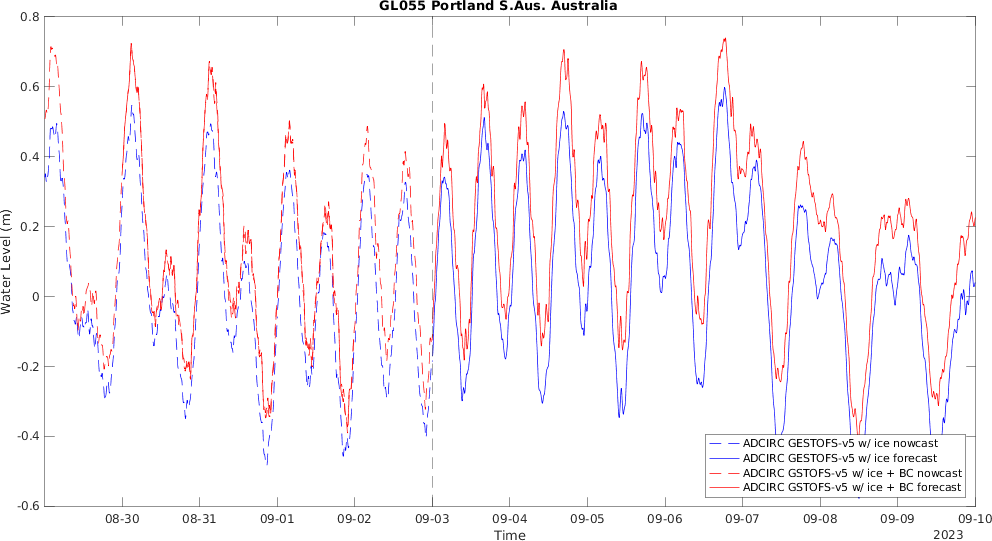 GL055 Portland S.Aus. Australia
0.8
0.6
0.4
0.2
0
-0.2
-0.4
-0.6
Water Level (m)
08-30 08-31 09-01 09-02 09-03 09-04 09-05 09-06 09-07 09-08 09-09 09-10
Time
2023
ADCIRC GESTOFS-v5 w/ ice nowcast
ADCIRC GESTOFS-v5 w/ ice forecast
ADCIRC GSTOFS-v5 w/ ice + BC nowcast
ADCIRC GSTOFS-v5 w/ ice + BC forecast